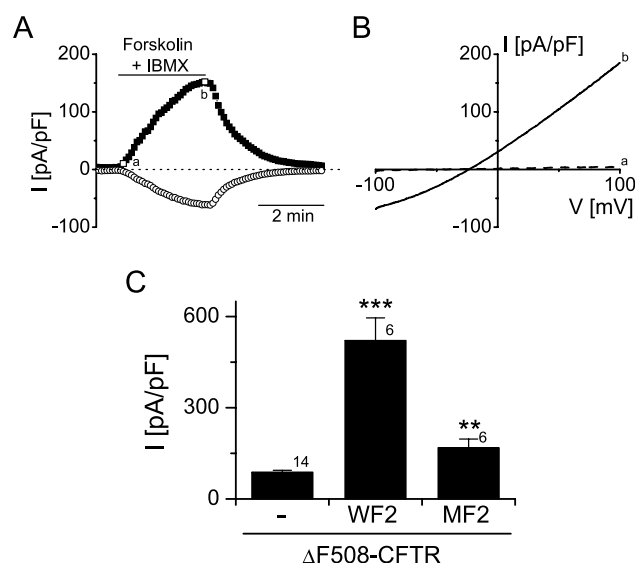 A
I [pA/pF]
200
100
0
-100
Forskolin
+ IBMX
a
b
2 min
B
I [pA/pF]
200
100
-100
-100
100
V [mV]
b
a
C
I [pA/pF]
600
300
0
14
***
6
**
6
-
WF2
MF2
ΔF508-CFTR